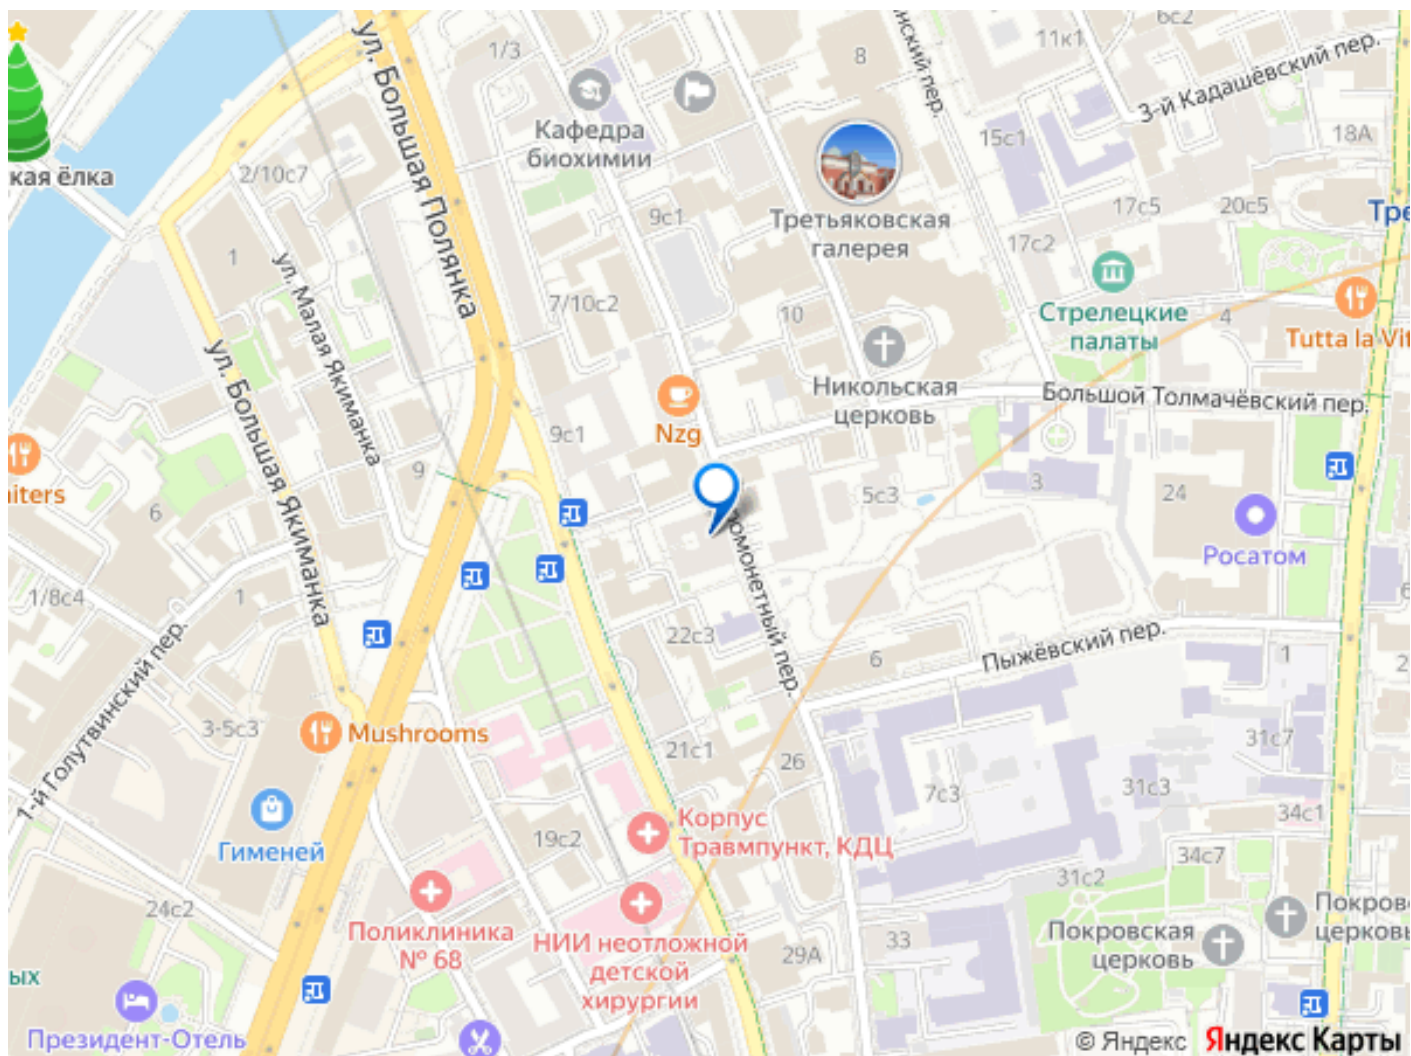 6с2
11к1
3-й Кадашёвский пер.
нский пер.
1/3
8
ул. Большая Полянка
Кафедра
биохимии
15с1
18А
кая ёлка
2/10с7
9с1
Третьяковская
галерея
17с5
20с5
Тре
17с2
1
ул. Малая Якиманка
7/10с2
10
Стрелецкие
палаты
4
Tutta la Vit
ул. Большая Якиманка
Никольская
церковь
Большой Толмачёвский пер.
Nzg
9с1
9
niters
6
5с3
3
24
Росатом
ромонетный пер.
1/8с4
1
22с3
6
Пыжёвский пер.
1
2
6
1-й Голутвинский пер.
3-5с3
Mushrooms
21с1
26
31с7
7с3
31с3
34с1
Гименей
19с2
Корпус
Травмпункт, КДЦ
34с7
31с2
24с2
Поликлиника
№ 68
НИИ неотложной
детской
хирургии
29А
33
Покровская
церковь
Покров
церковь
ых
Президент-Отель
© Яндекс Яндекс Карты